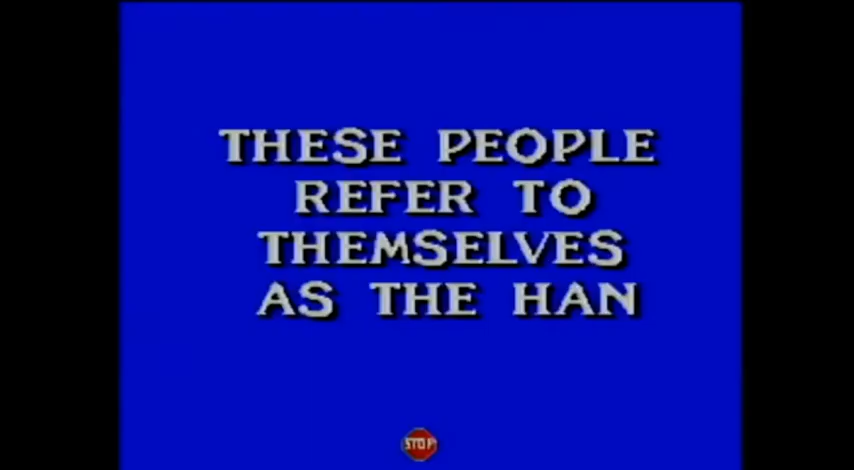 THESE PEOPLE
REFER TO
THEMSELVES
AS THE HAN
STOP